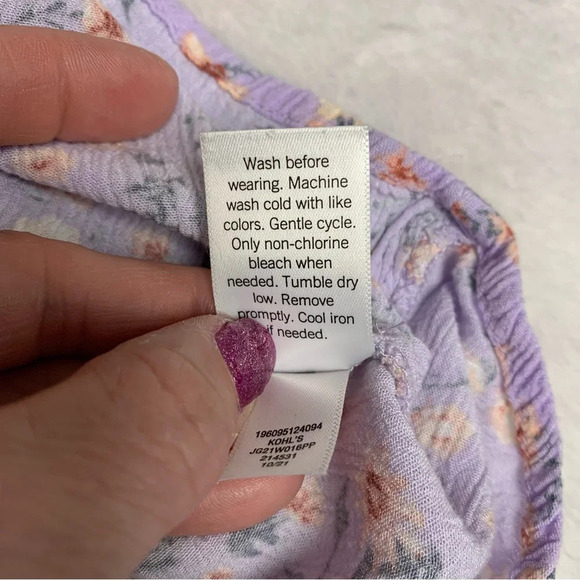 Wash before
wearing. Machine
wash cold with like
colors. Gentle cycle.
Only non-chlorine
bleach when
needed. Tumble dry
low. Remove
promptly. Cool iron
if needed.
196095124094
KOHL'S
JG21W016PP
214531
10/21